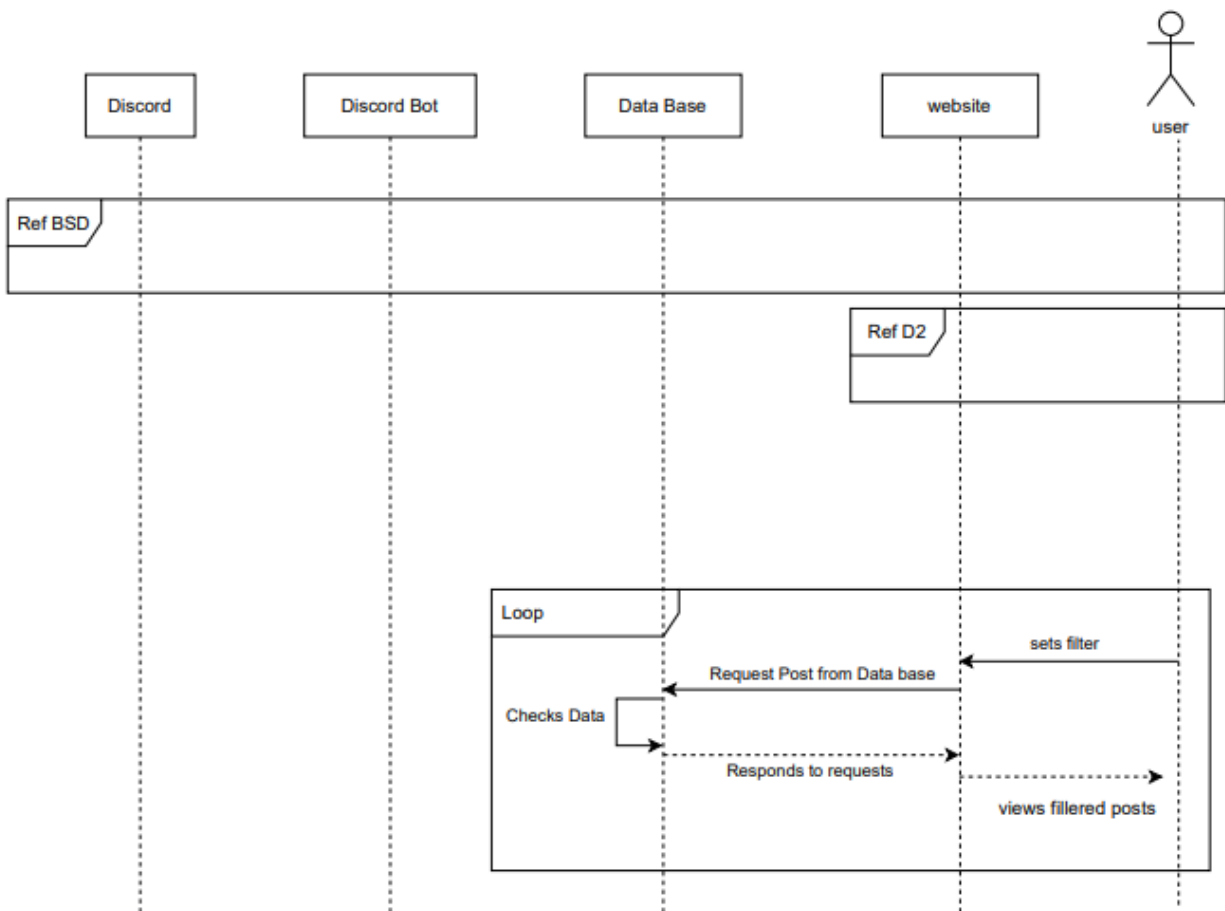 Discord
Discord Bot
Data Base
website
user
Ref BSD
Ref D2
Loop
sets filter
Request Post from Data base
Checks Data
Responds to requests
views fillered posts